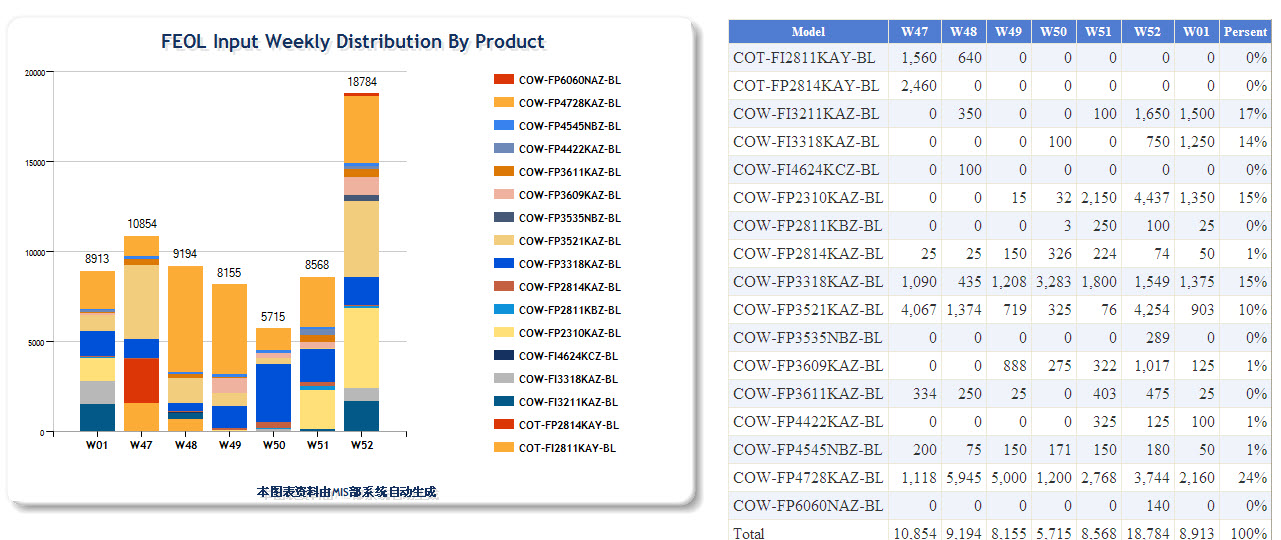 FEOL Input Weekly Distribution By Product
20000
15000
10000
5000
0
8913
10854
9194
8155
5715
8568
18784
W01 W47 W48 W49 W50 W51 W52
COW-FP6060NAZ-BL
COW-FP4728KAZ-BL
COW-FP4545NBZ-BL
COW-FP4422KAZ-BL
COW-FP3611KAZ-BL
COW-FP3609KAZ-BL
COW-FP3535NBZ-BL
COW-FP3521KAZ-BL
COW-FP3318KAZ-BL
COW-FP2814KAZ-BL
COW-FP2811KBZ-BL
COW-FP2310KAZ-BL
COW-FI4624KCZ-BL
COW-FI3318KAZ-BL
COW-FI3211KAZ-BL
COT-FP2814KAY-BL
COT-FI2811KAY-BL
本图表资料由MIS部系统自动生成
Model W47 W48 W49 W50 W51 W52 W01 Persent
COT-FI2811KAY-BL 1,560 640 0 0 0 0 0 0%
COT-FP2814KAY-BL 2,460 0 0 0 0 0 0 0%
COW-FI3211KAZ-BL 0 350 0 0 100 1,650 1,500 17%
COW-FI3318KAZ-BL 0 0 0 100 0 750 1,250 14%
COW-FI4624KCZ-BL 0 100 0 0 0 0 0 0%
COW-FP2310KAZ-BL 0 0 15 32 2,150 4,437 1,350 15%
COW-FP2811KBZ-BL 0 0 0 3 250 100 25 0%
COW-FP2814KAZ-BL 25 25 150 326 224 74 50 1%
COW-FP3318KAZ-BL 1,090 435 1,208 3,283 1,800 1,549 1,375 15%
COW-FP3521KAZ-BL 4,067 1,374 719 325 76 4,254 903 10%
COW-FP3535NBZ-BL 0 0 0 0 0 289 0 0%
COW-FP3609KAZ-BL 0 0 888 275 322 1,017 125 1%
COW-FP3611KAZ-BL 334 250 25 0 403 475 25 0%
COW-FP4422KAZ-BL 0 0 0 0 325 125 100 1%
COW-FP4545NBZ-BL 200 75 150 171 150 180 50 1%
COW-FP4728KAZ-BL 1,118 5,945 5,000 1,200 2,768 3,744 2,160 24%
COW-FP6060NAZ-BL 0 0 0 0 0 140 0 0%
Total 10,854 9,194 8,155 5,715 8,568 18,784 8,913 100%